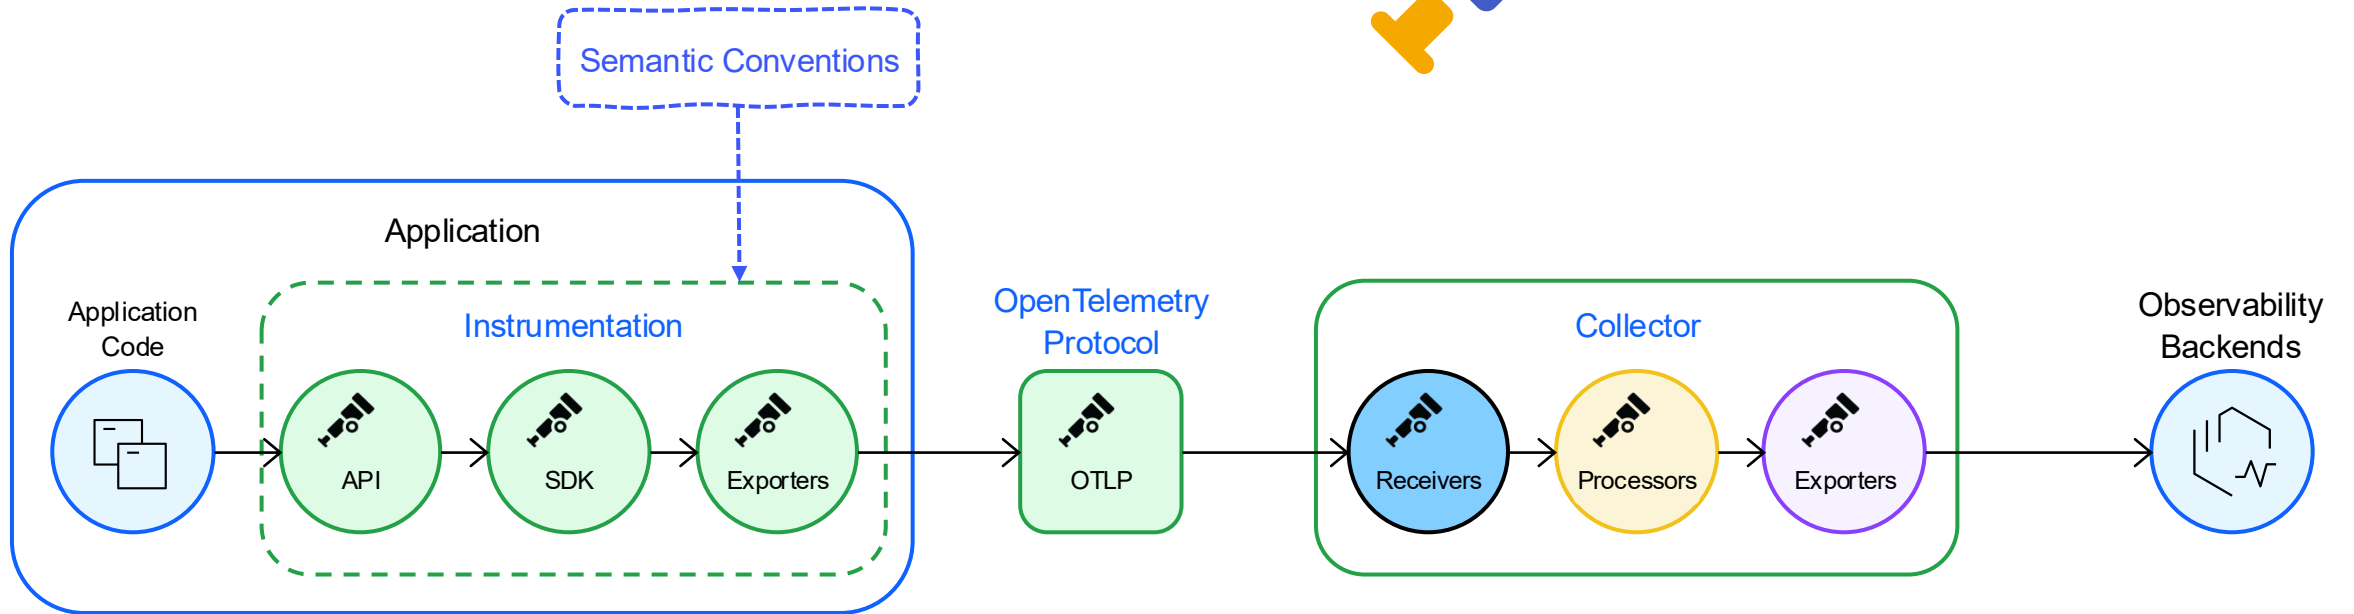 Semantic Conventions
Application
Application
Code
Instrumentation
API
SDK
Exporters
OpenTelemetry
Protocol
OTLP
Collector
Receivers
Processors
Exporters
Observability
Backends